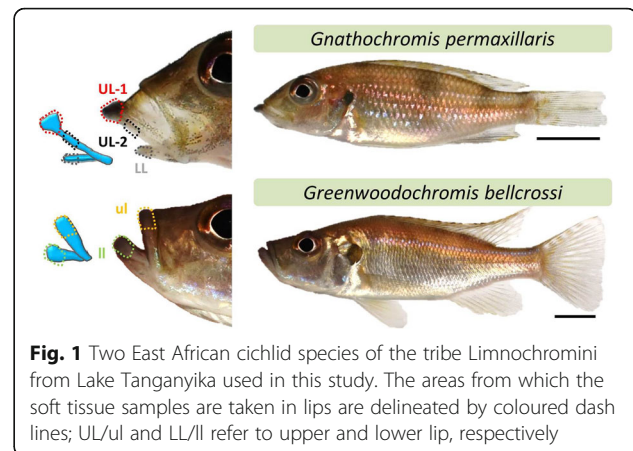 Gnathochromis permaxillaris
UL-1
UL-2
LL
Greenwoodochromis bellcrossi
ul
ll
Fig. 1 Two East African cichlid species of the tribe Limnochromini
from Lake Tanganyika used in this study. The areas from which the
soft tissue samples are taken in lips are delineated by coloured dash
lines; UL/ul and LL/ll refer to upper and lower lip, respectively